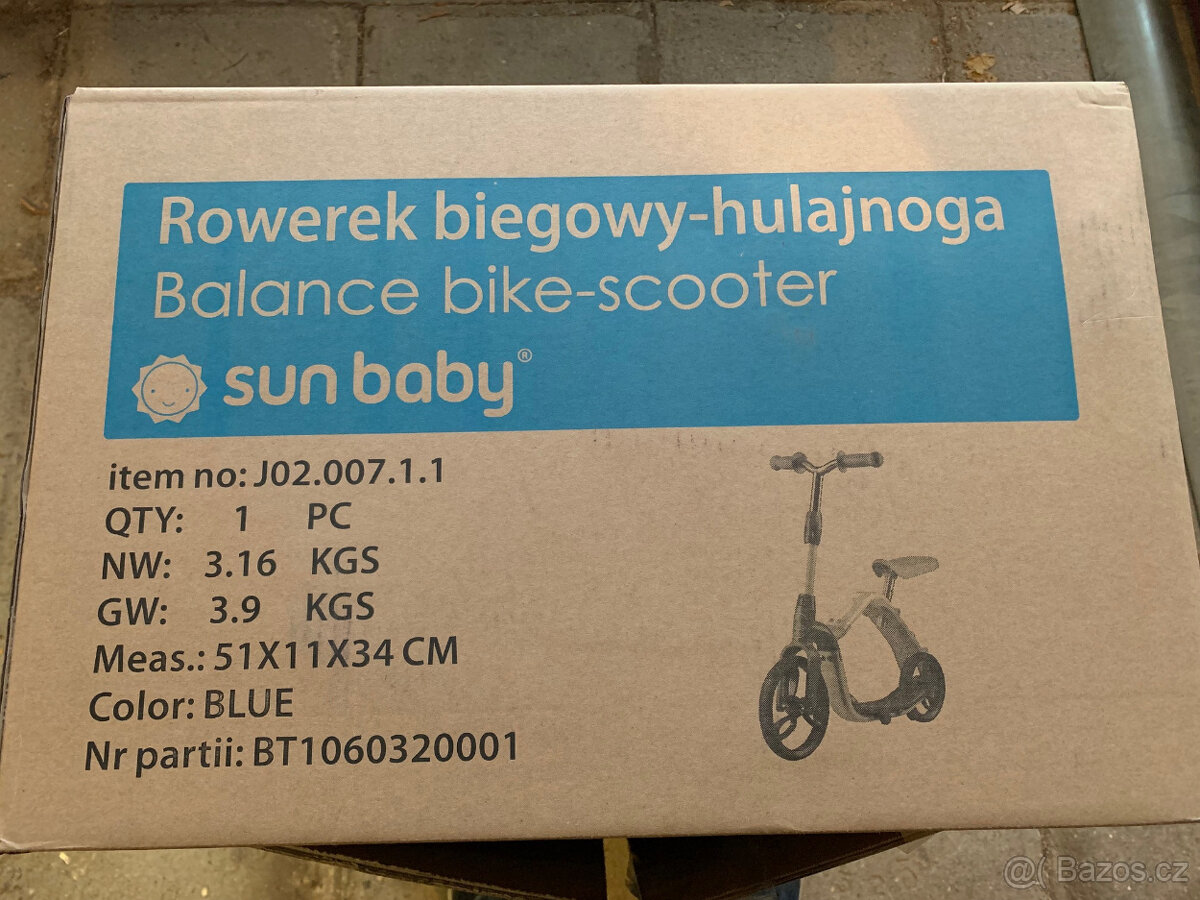 Rowerek biegowy-hulajnoga
Balance bike-scooter
sun baby®
item no: J02.007.1.1
QTY: 1 PC
NW: 3.16 KGS
GW: 3.9 KGS
Meas.: 51X11X34 CM
Color: BLUE
Nr partii: BT1060320001
@( Bazos.cz